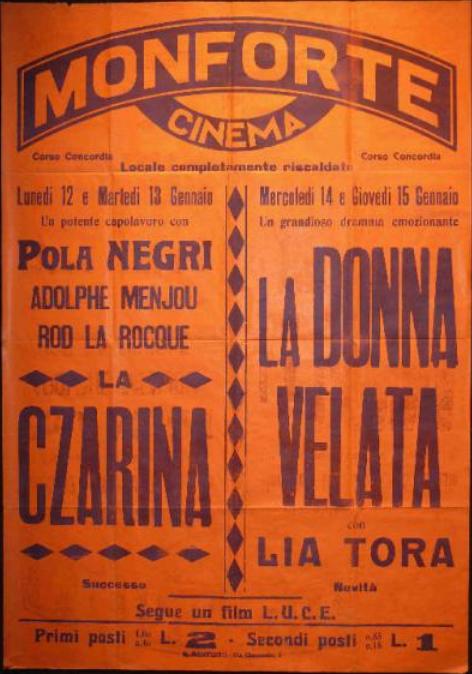 MONFORTE
CINEMA
Corso Concordia
Corso Concordia
Locale completamente riscaldato
Lunedì 12 e Martedì 13 Gennaio
Un potente capolavoro con
POLA NEGRI
ADOLPHE MENJOU
ROD LA ROCQUE
LA
CZARINA
Successo
Mercoledì 14 e Giovedì 15 Gennaio
Un grandioso dramma emozionante
LA DONNA
VELATA
con
LIA TORA
Novità
Segue un film L.U.C.E.
Primi posti L. 2 - Secondi posti L. 1